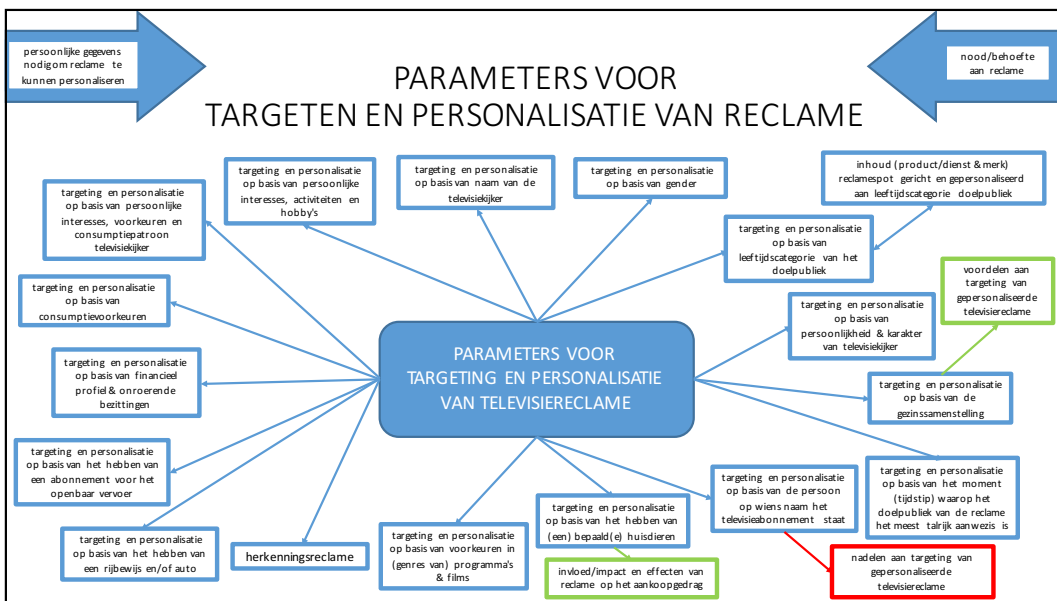 persoonlijke gegevens
nodig om reclame te
kunnen personaliseren
nood/behoefte
aan reclame
PARAMETERS VOOR
TARGETEN EN PERSONALISATIE VAN RECLAME
targeting en personalisatie
op basis van persoonlijke
interesses, voorkeuren en
consumptiepatroon
televisiekijker
targeting en personalisatie
op basis van persoonlijke
interesses, activiteiten en
hobby's
targeting en personalisatie
op basis van naam van de
televisiekijker
targeting en personalisatie
op basis van gender
inhoud (product/dienst & merk)
reclamespot gericht en gepersonaliseerd
aan leeftijdscategorie doelpubliek
targeting en personalisatie
op basis van
leeftijdscategorie van het
doelpubliek
voordelen aan
targeting van
gepersonaliseerde
televisiereclame
targeting en personalisatie
op basis van
consumptievoorkeuren
targeting en personalisatie
op basis van
persoonlijkheid & karakter
van televisiekijker
PARAMETERS VOOR
TARGETING EN PERSONALISATIE
VAN TELEVISIERECLAME
targeting en personalisatie
op basis van financieel
profiel & onroerende
bezittingen
targeting en personalisatie
op basis van de
gezinssamenstelling
targeting en personalisatie
op basis van het hebben van
een abonnement voor het
openbaar vervoer
targeting en personalisatie
op basis van het moment
(tijdstip) waarop het
doelpubliek van de reclame
het meest talrijk aanwezis is
targeting en personalisatie
op basis van de persoon
op wiens naam het
televisieabonnement staat
targeting en personalisatie
op basis van het hebben van
(een) bepaald(e) huisdieren
targeting en personalisatie
op basis van voorkeuren in
(genres van) programma's
& films
herkenningsreclame
targeting en personalisatie
op basis van het hebben van
een rijbewijs en/of auto
invloed/impact en effecten van
reclame op het aankoopgedrag
nadelen aan targeting van
gepersonaliseerde
televisiereclame